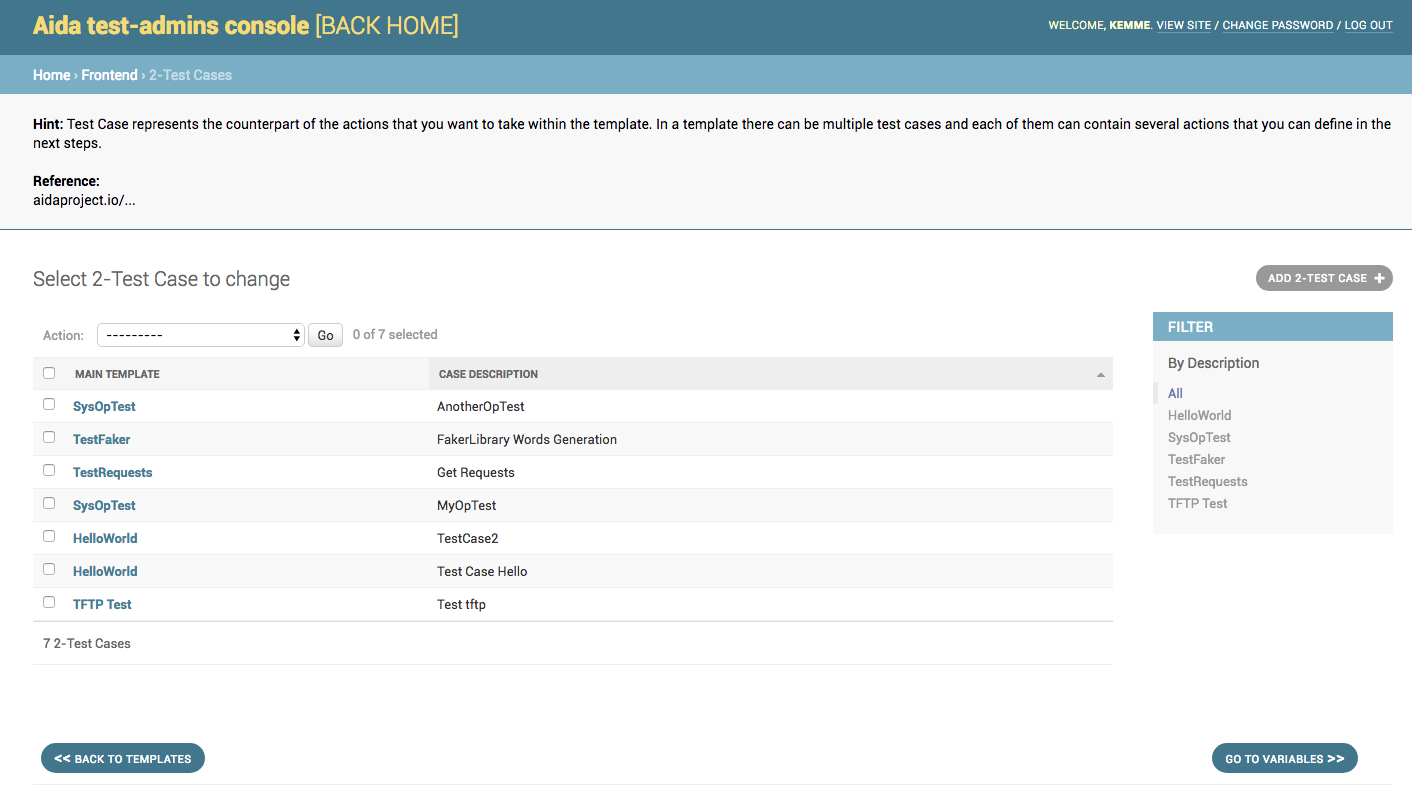 Aida test-admins console [BACK HOME]
WELCOME, KEMME. VIEW SITE / CHANGE PASSWORD / LOG OUT
Home › Frontend › 2-Test Cases
Hint: Test Case represents the counterpart of the actions that you want to take within the template. In a template there can be multiple test cases and each of them can contain several actions that you can define in the
next steps.
Reference:
aidaproject.io/...
Select 2-Test Case to change
ADD 2-TEST CASE +
Action: --------- Go 0 of 7 selected
MAIN TEMPLATE CASE DESCRIPTION
SysOpTest AnotherOpTest
TestFaker FakerLibrary Words Generation
TestRequests Get Requests
SysOpTest MyOpTest
HelloWorld TestCase2
HelloWorld Test Case Hello
TFTP Test Test tftp
7 2-Test Cases
FILTER
By Description
All
HelloWorld
SysOpTest
TestFaker
TestRequests
TFTP Test
<< BACK TO TEMPLATES
GO TO VARIABLES >>